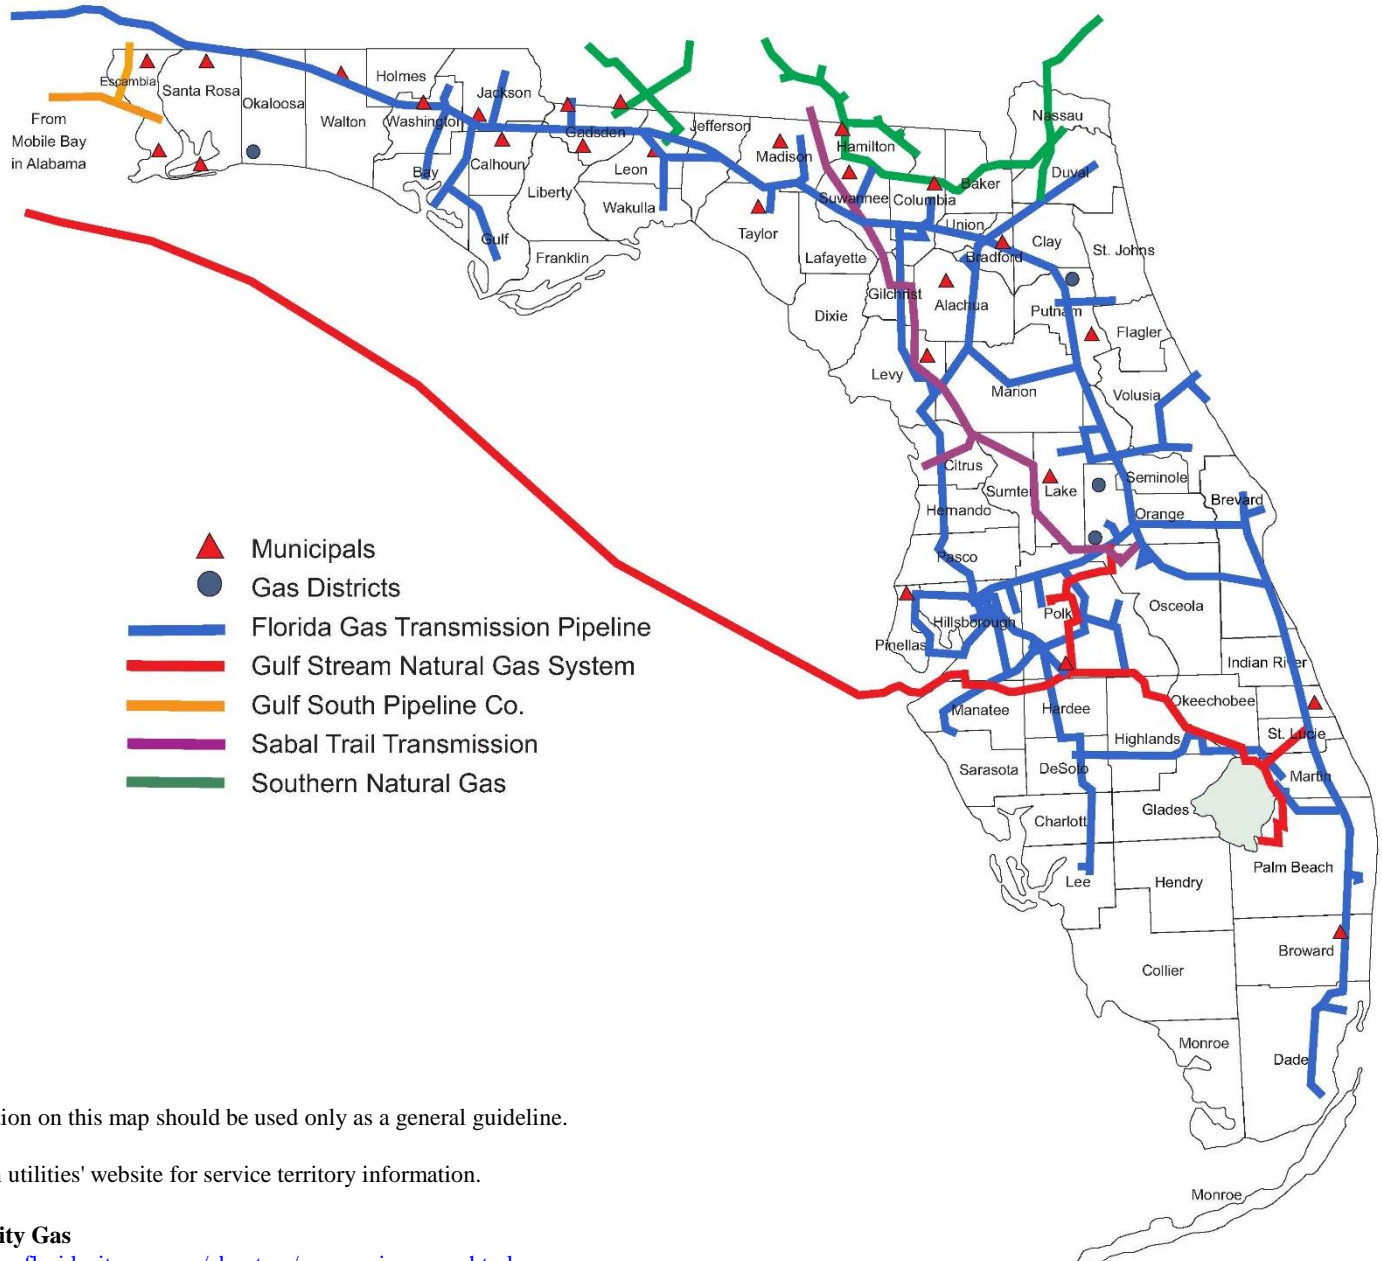 Escambia
Santa Rosa
Okaloosa
Walton
Holmes
Washington
Jackson
Bay
Calhoun
Gulf
Gadsden
Liberty
Franklin
Leon
Wakulla
Jefferson
Madison
Taylor
Hamilton
Suwannee
Lafayette
Columbia
Baker
Nassau
Duval
Union
Bradford
Clay
St. Johns
Gilchrist
Dixie
Alachua
Putnam
Flagler
Levy
Marion
Volusia
Citrus
Sumter
Lake
Seminole
Hernando
Orange
Brevard
Pasco
Pinellas
Hillsborough
Polk
Osceola
Indian River
Manatee
Hardee
Okeechobee
Highlands
St. Lucie
Sarasota
DeSoto
Martin
Charlott
Glades
Lee
Hendry
Palm Beach
Collier
Broward
Monroe
Dade
Monroe
From
Mobile Bay
in Alabama
Municipals
Gas Districts
Florida Gas Transmission Pipeline
Gulf Stream Natural Gas System
Gulf South Pipeline Co.
Sabal Trail Transmission
Southern Natural Gas
tion on this map should be used only as a general guideline.
utilities' website for service territory information.
ity Gas